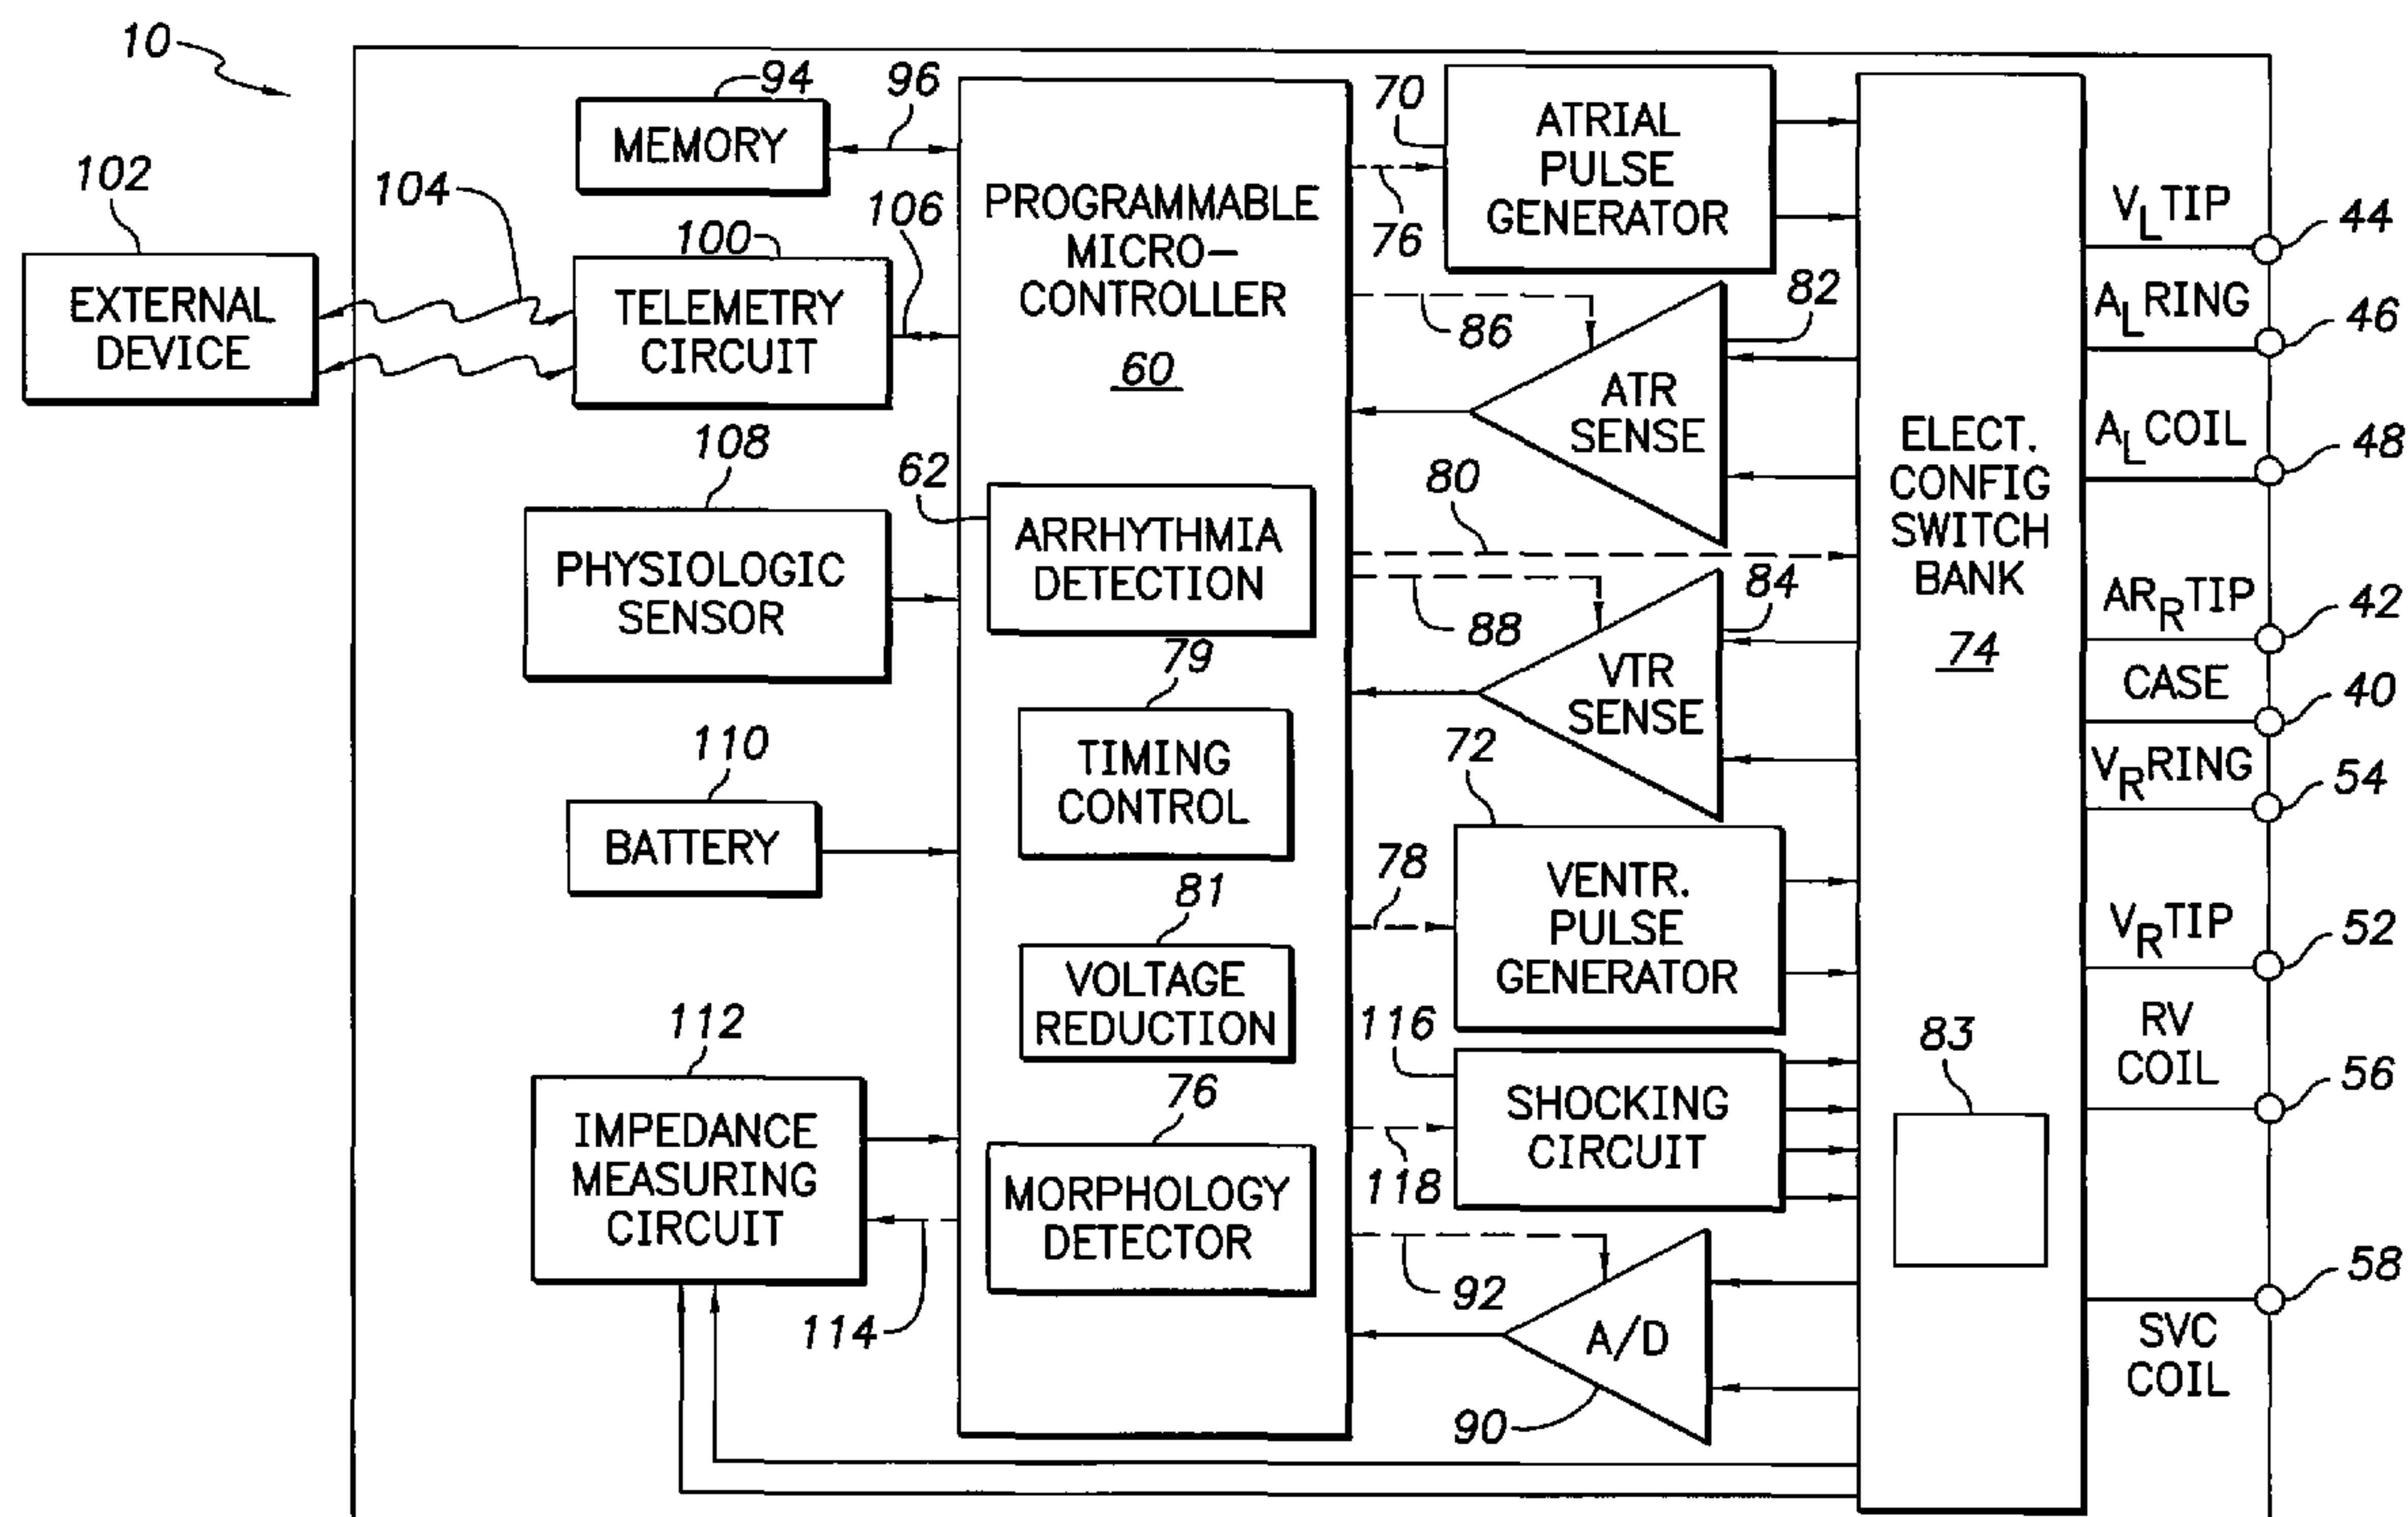 10
94
96
MEMORY
102
104
100
106
EXTERNAL
DEVICE
TELEMETRY
CIRCUIT
108
PHYSIOLOGIC
SENSOR
110
BATTERY
112
IMPEDANCE
MEASURING
CIRCUIT
114
PROGRAMMABLE
MICRO-
CONTROLLER
60
62
ARRHYTHMIA
DETECTION
79
TIMING
CONTROL
81
VOLTAGE
REDUCTION
76
MORPHOLOGY
DETECTOR
70
76
ATRIAL
PULSE
GENERATOR
86
82
ATR
SENSE
80
88
84
VTR
SENSE
72
78
VENTR.
PULSE
GENERATOR
116
118
SHOCKING
CIRCUIT
92
A/D
90
ELECT.
CONFIG
SWITCH
BANK
74
83
VLTIP
44
ALRING
46
ALCOIL
48
ARRTIP
42
CASE
40
VRRING
54
VRTIP
52
RV
COIL
56
58
SVC
COIL